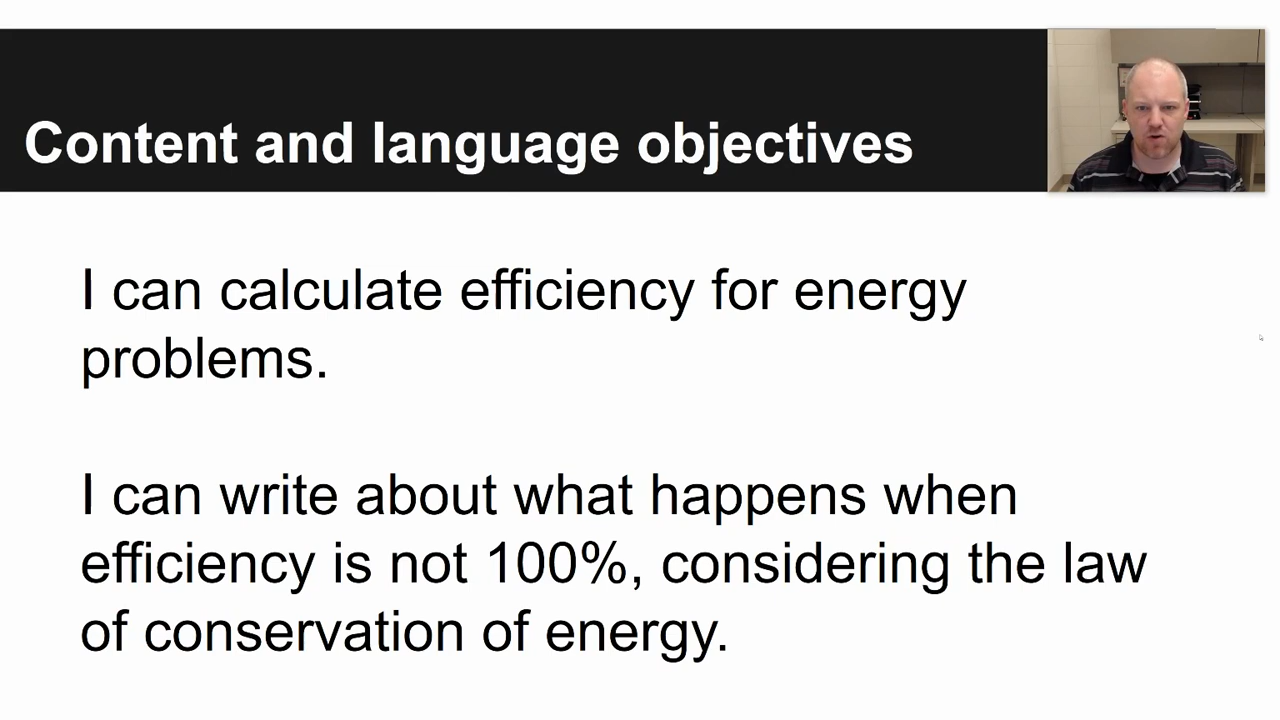 Content and language objectives
I can calculate efficiency for energy
problems.
I can write about what happens when
efficiency is not 100%, considering the law
of conservation of energy.